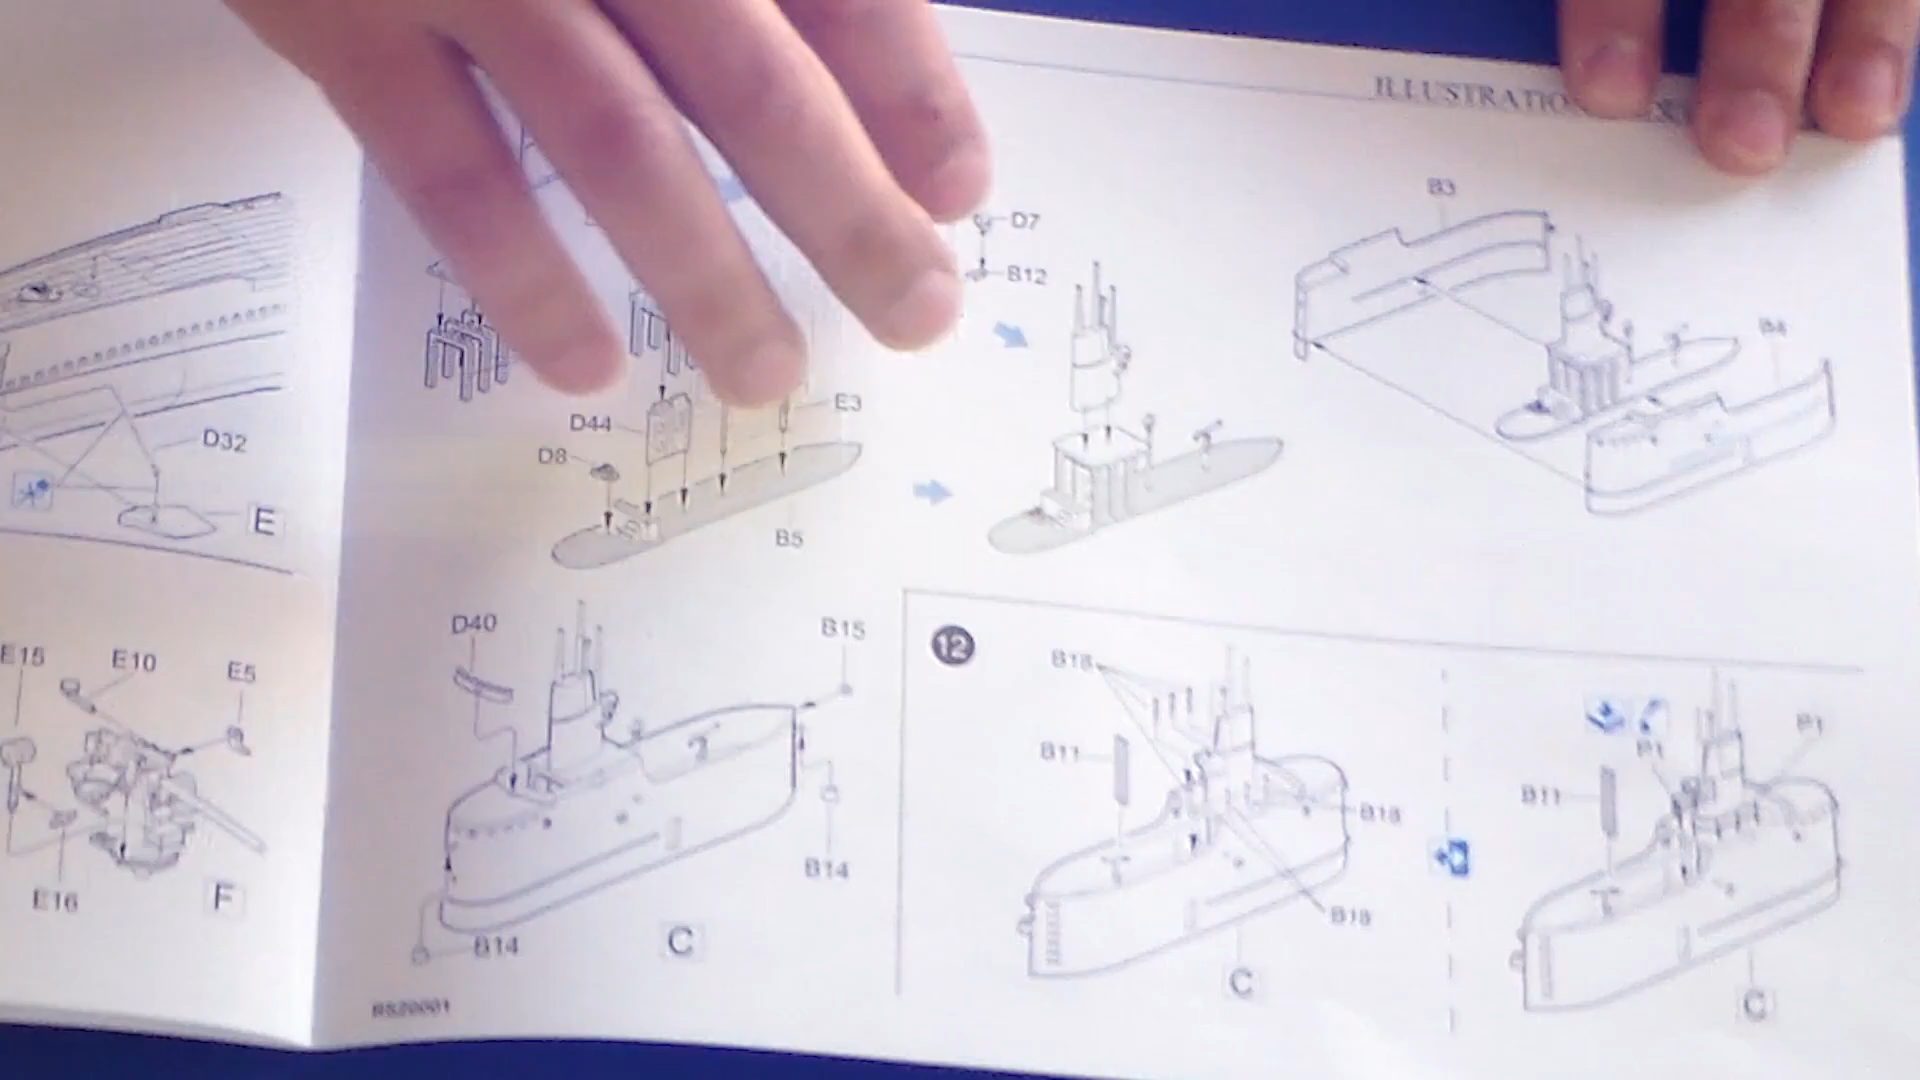 ILLUSTRATIO
B3
D7
B12
B4
E3
D44
D8
D32
E
B5
D40
B15
12
B18
E15
E10
E5
P1
P1
B11
B11
B18
B14
E16
F
B18
B14
C
C
C
BS20001